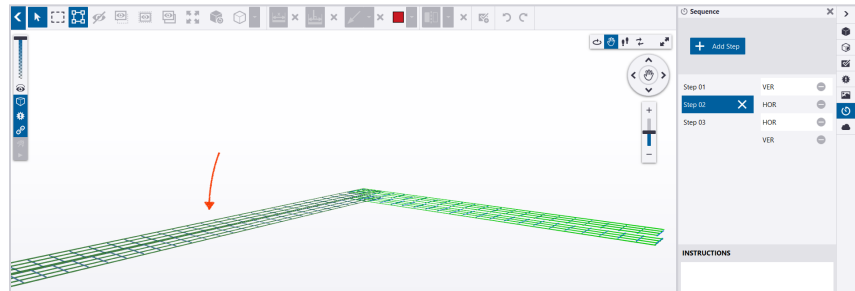 Sequence
Add Step
Step 01 VER
Step 02 HOR
Step 03 HOR
VER
INSTRUCTIONS